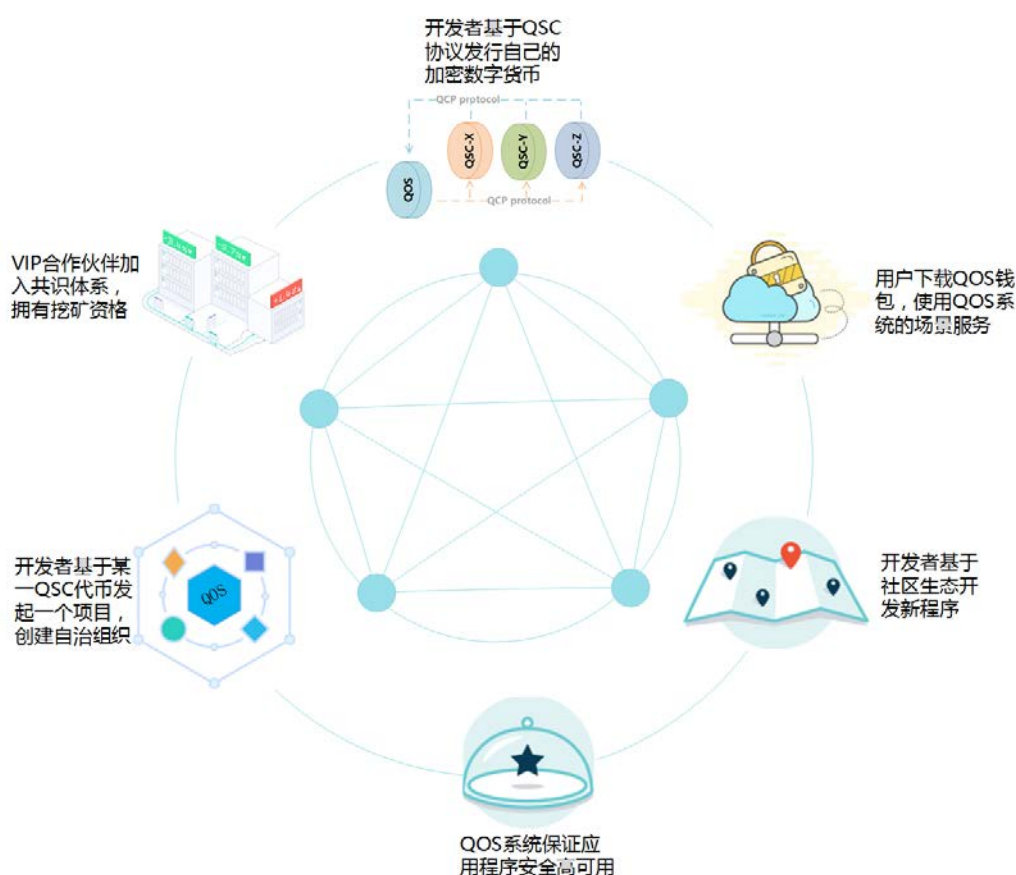 开发者基于QSC
协议发行自己的
加密数字货币
QCP prptocol
QOS
QSC-X
QSC-Y
QSC-Z
QCP protocol
VIP合作伙伴加
入共识体系，
拥有挖矿资格
用户下载QOS钱
包，使用QOS系
统的场景服务
开发者基于某
一QSC代币发
起一个项目，
创建自治组织
QOS
开发者基于
社区生态开
发新程序
QOS系统保证应
用程序安全高可用